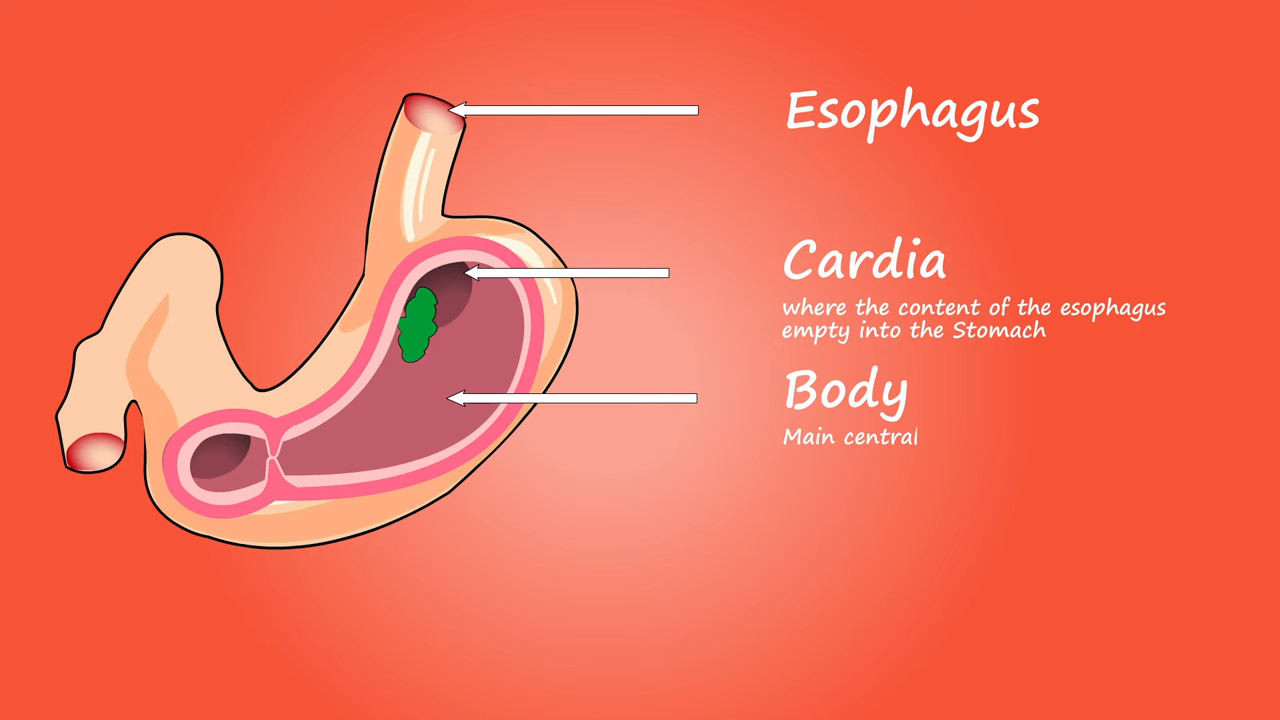 Esophagus
Cardia
where the content of the esophagus
empty into the Stomach
Body
Main central